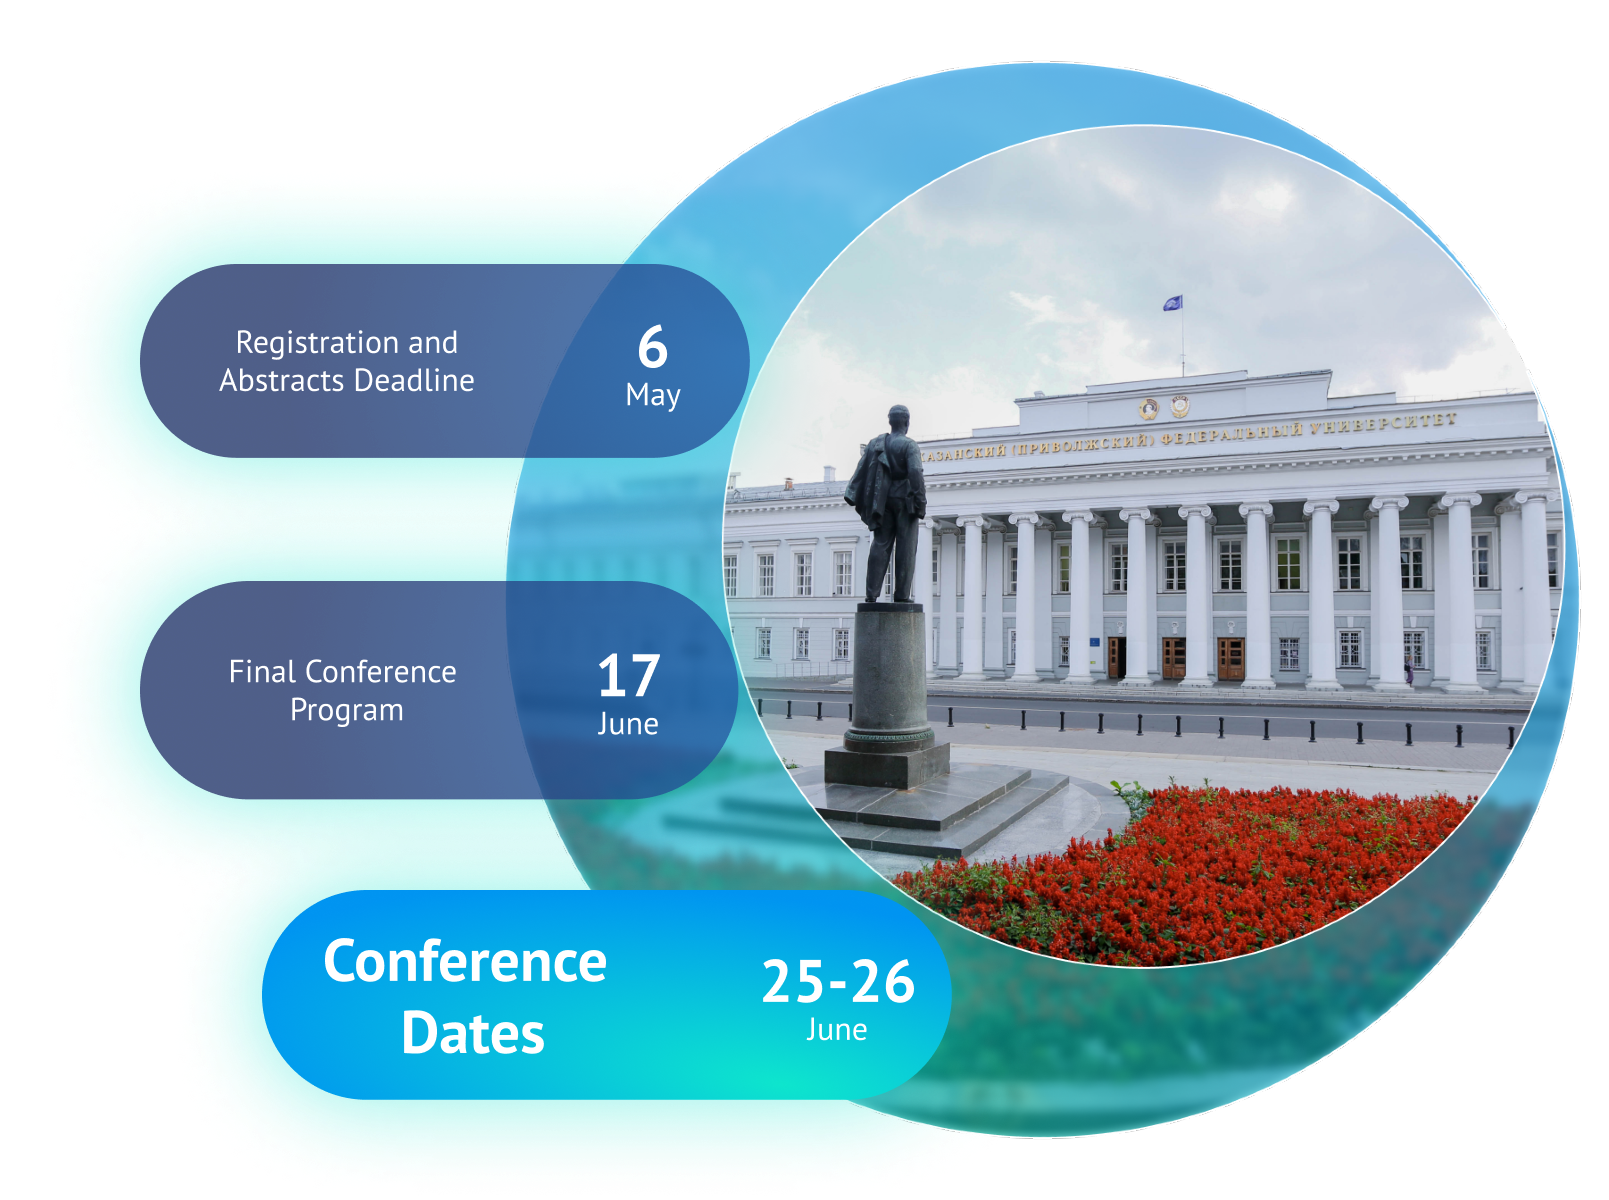 Registration and
Abstracts Deadline
6
May
КАЗАНСКИЙ (ПРИВОЛЖСКИЙ) ФЕДЕРАЛЬНЫЙ УНИВЕРСИТЕТ
Final Conference
Program
17
June
Conference
Dates
25-26
June